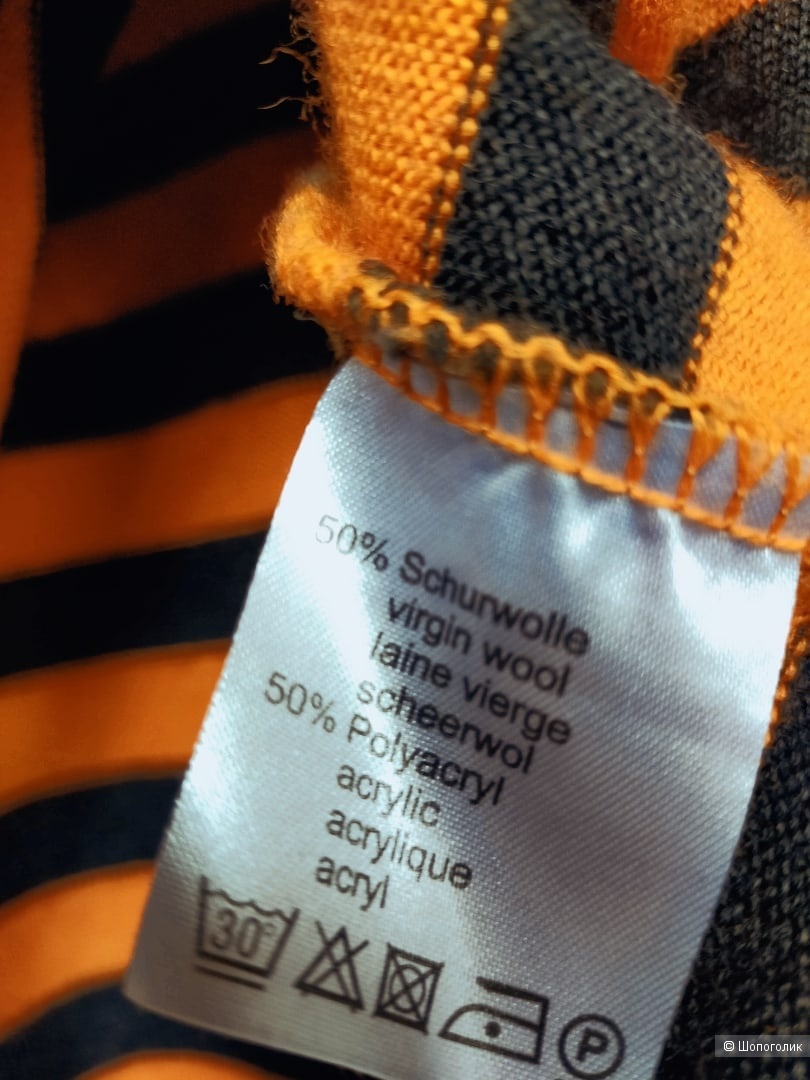 50% Schurwolle
virgin wool
laine vierge
scheerwol
50% Polyacryl
acrylic
acrylique
acryl
30°
P
© Шопоголик